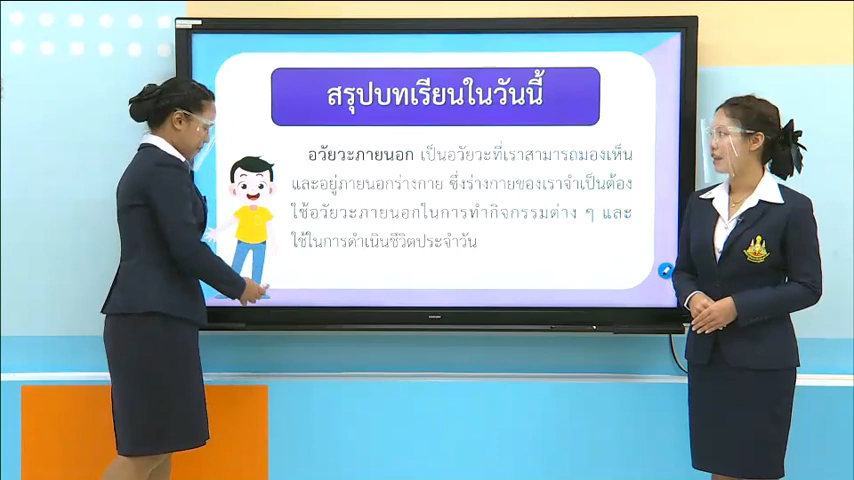 สรุปบทเรียนในวันนี้
อวัยวะภายนอก เป็นอวัยวะที่เราสามารถมองเห็น
และอยู่ภายนอกร่างกาย ซึ่งร่างกายของเราจำเป็นต้อง
ใช้อวัยวะภายนอกในการทำกิจกรรมต่าง ๆ และ
ใช้ในการดำเนินชีวิตประจำวัน
SAMSUNG